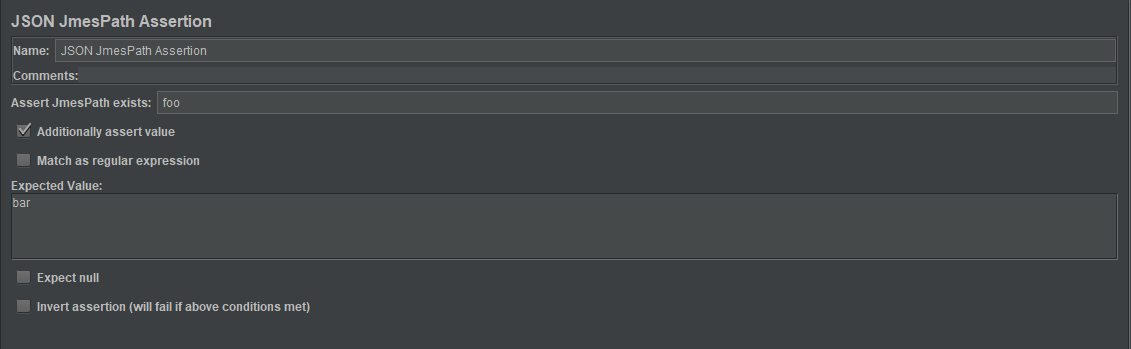 JSON JmesPath Assertion
Name: JSON JmesPath Assertion
Comments:
Assert JmesPath exists: foo
Additionally assert value
Match as regular expression
Expected Value:
bar
Expect null
Invert assertion (will fail if above conditions met)